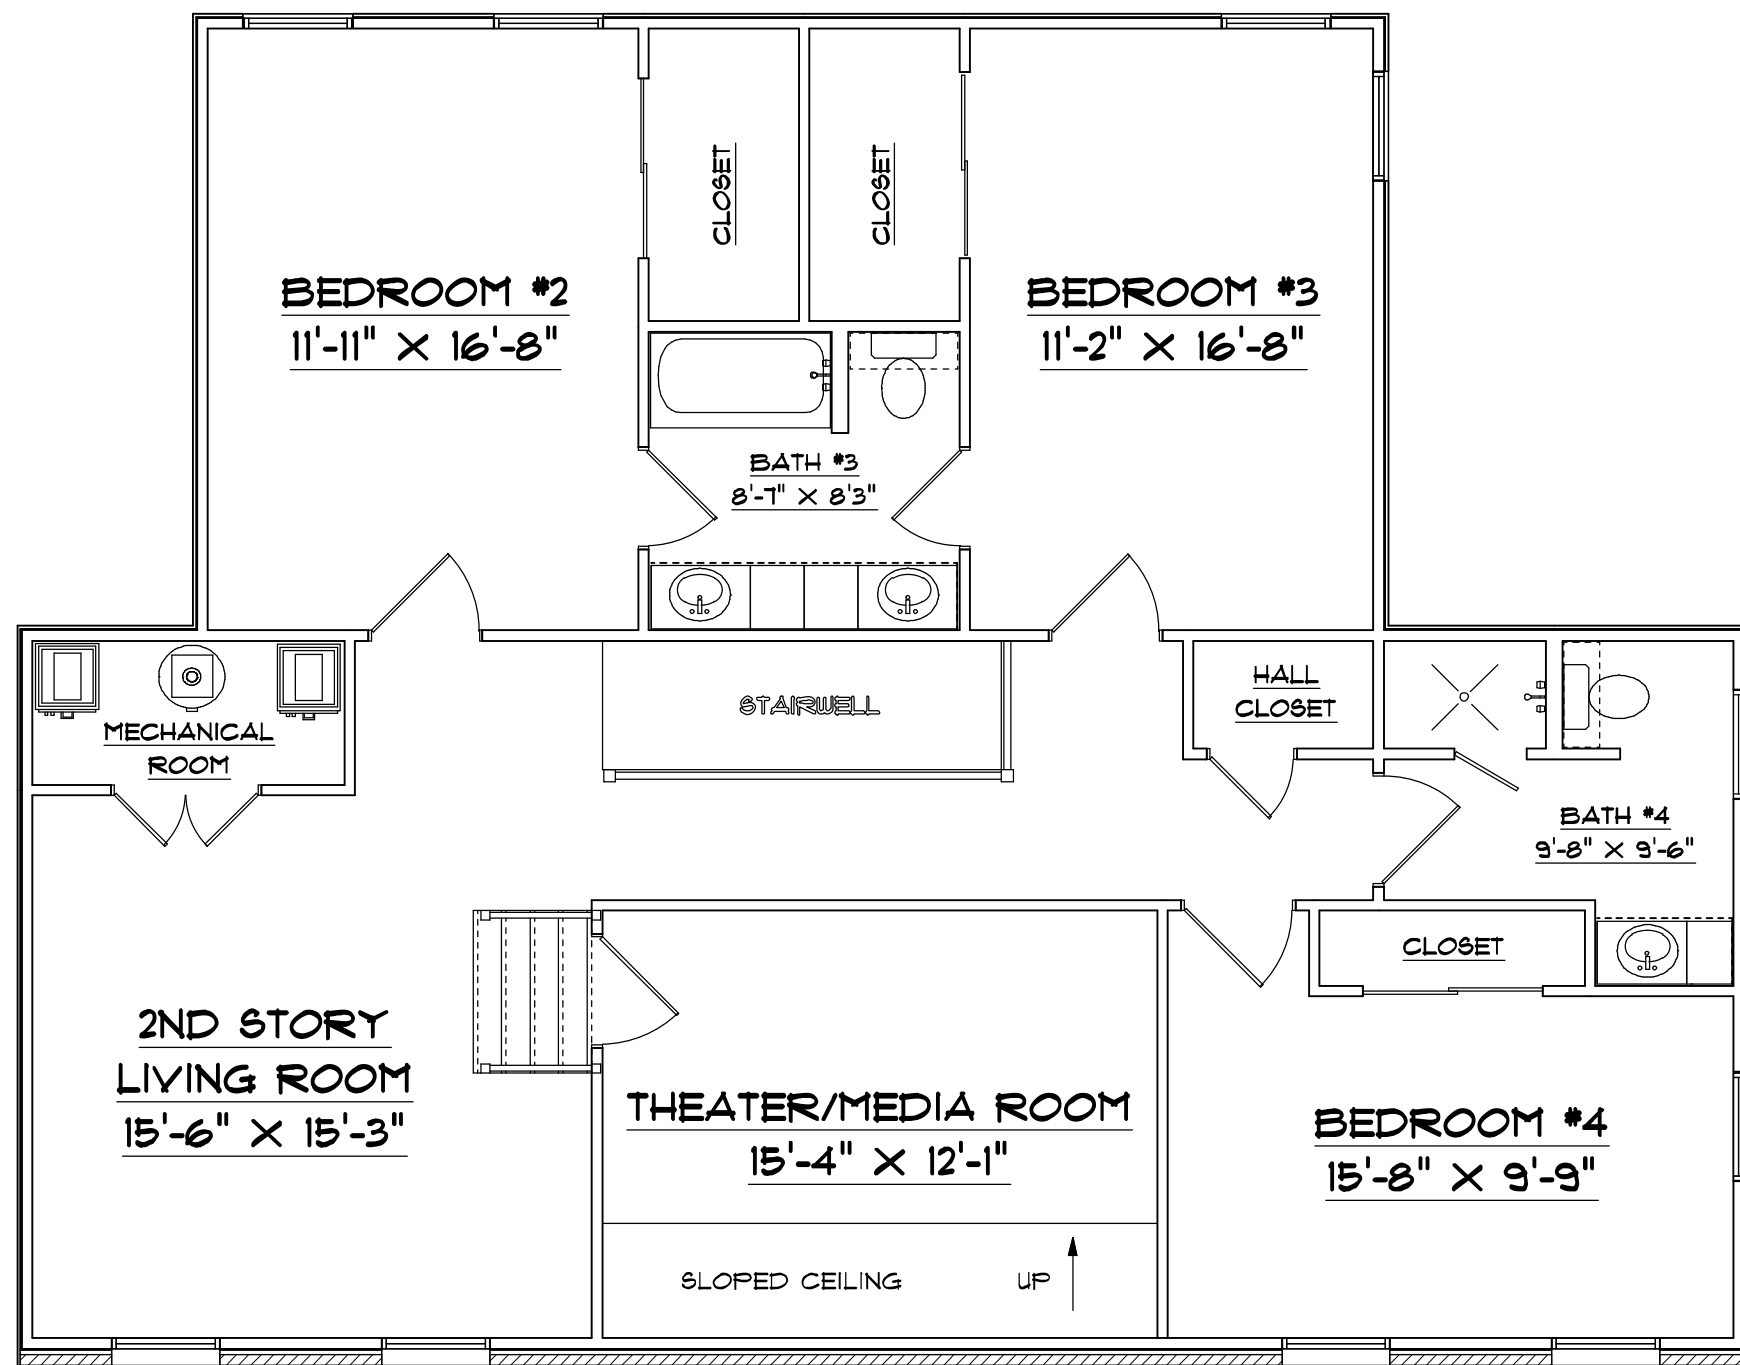 CLOSET
CLOSET
BEDROOM #2
11'-11" X 16'-8"
BEDROOM #3
11'-2" X 16'-8"
BATH #3
8'-7" X 8'3"
STAIRWELL
HALL
CLOSET
MECHANICAL
ROOM
BATH #4
9'-8" X 9'-6"
CLOSET
2ND STORY
LIVING ROOM
15'-6" X 15'-3"
THEATER/MEDIA ROOM
15'-4" X 12'-1"
BEDROOM #4
15'-8" X 9'-9"
SLOPED CEILING
UP